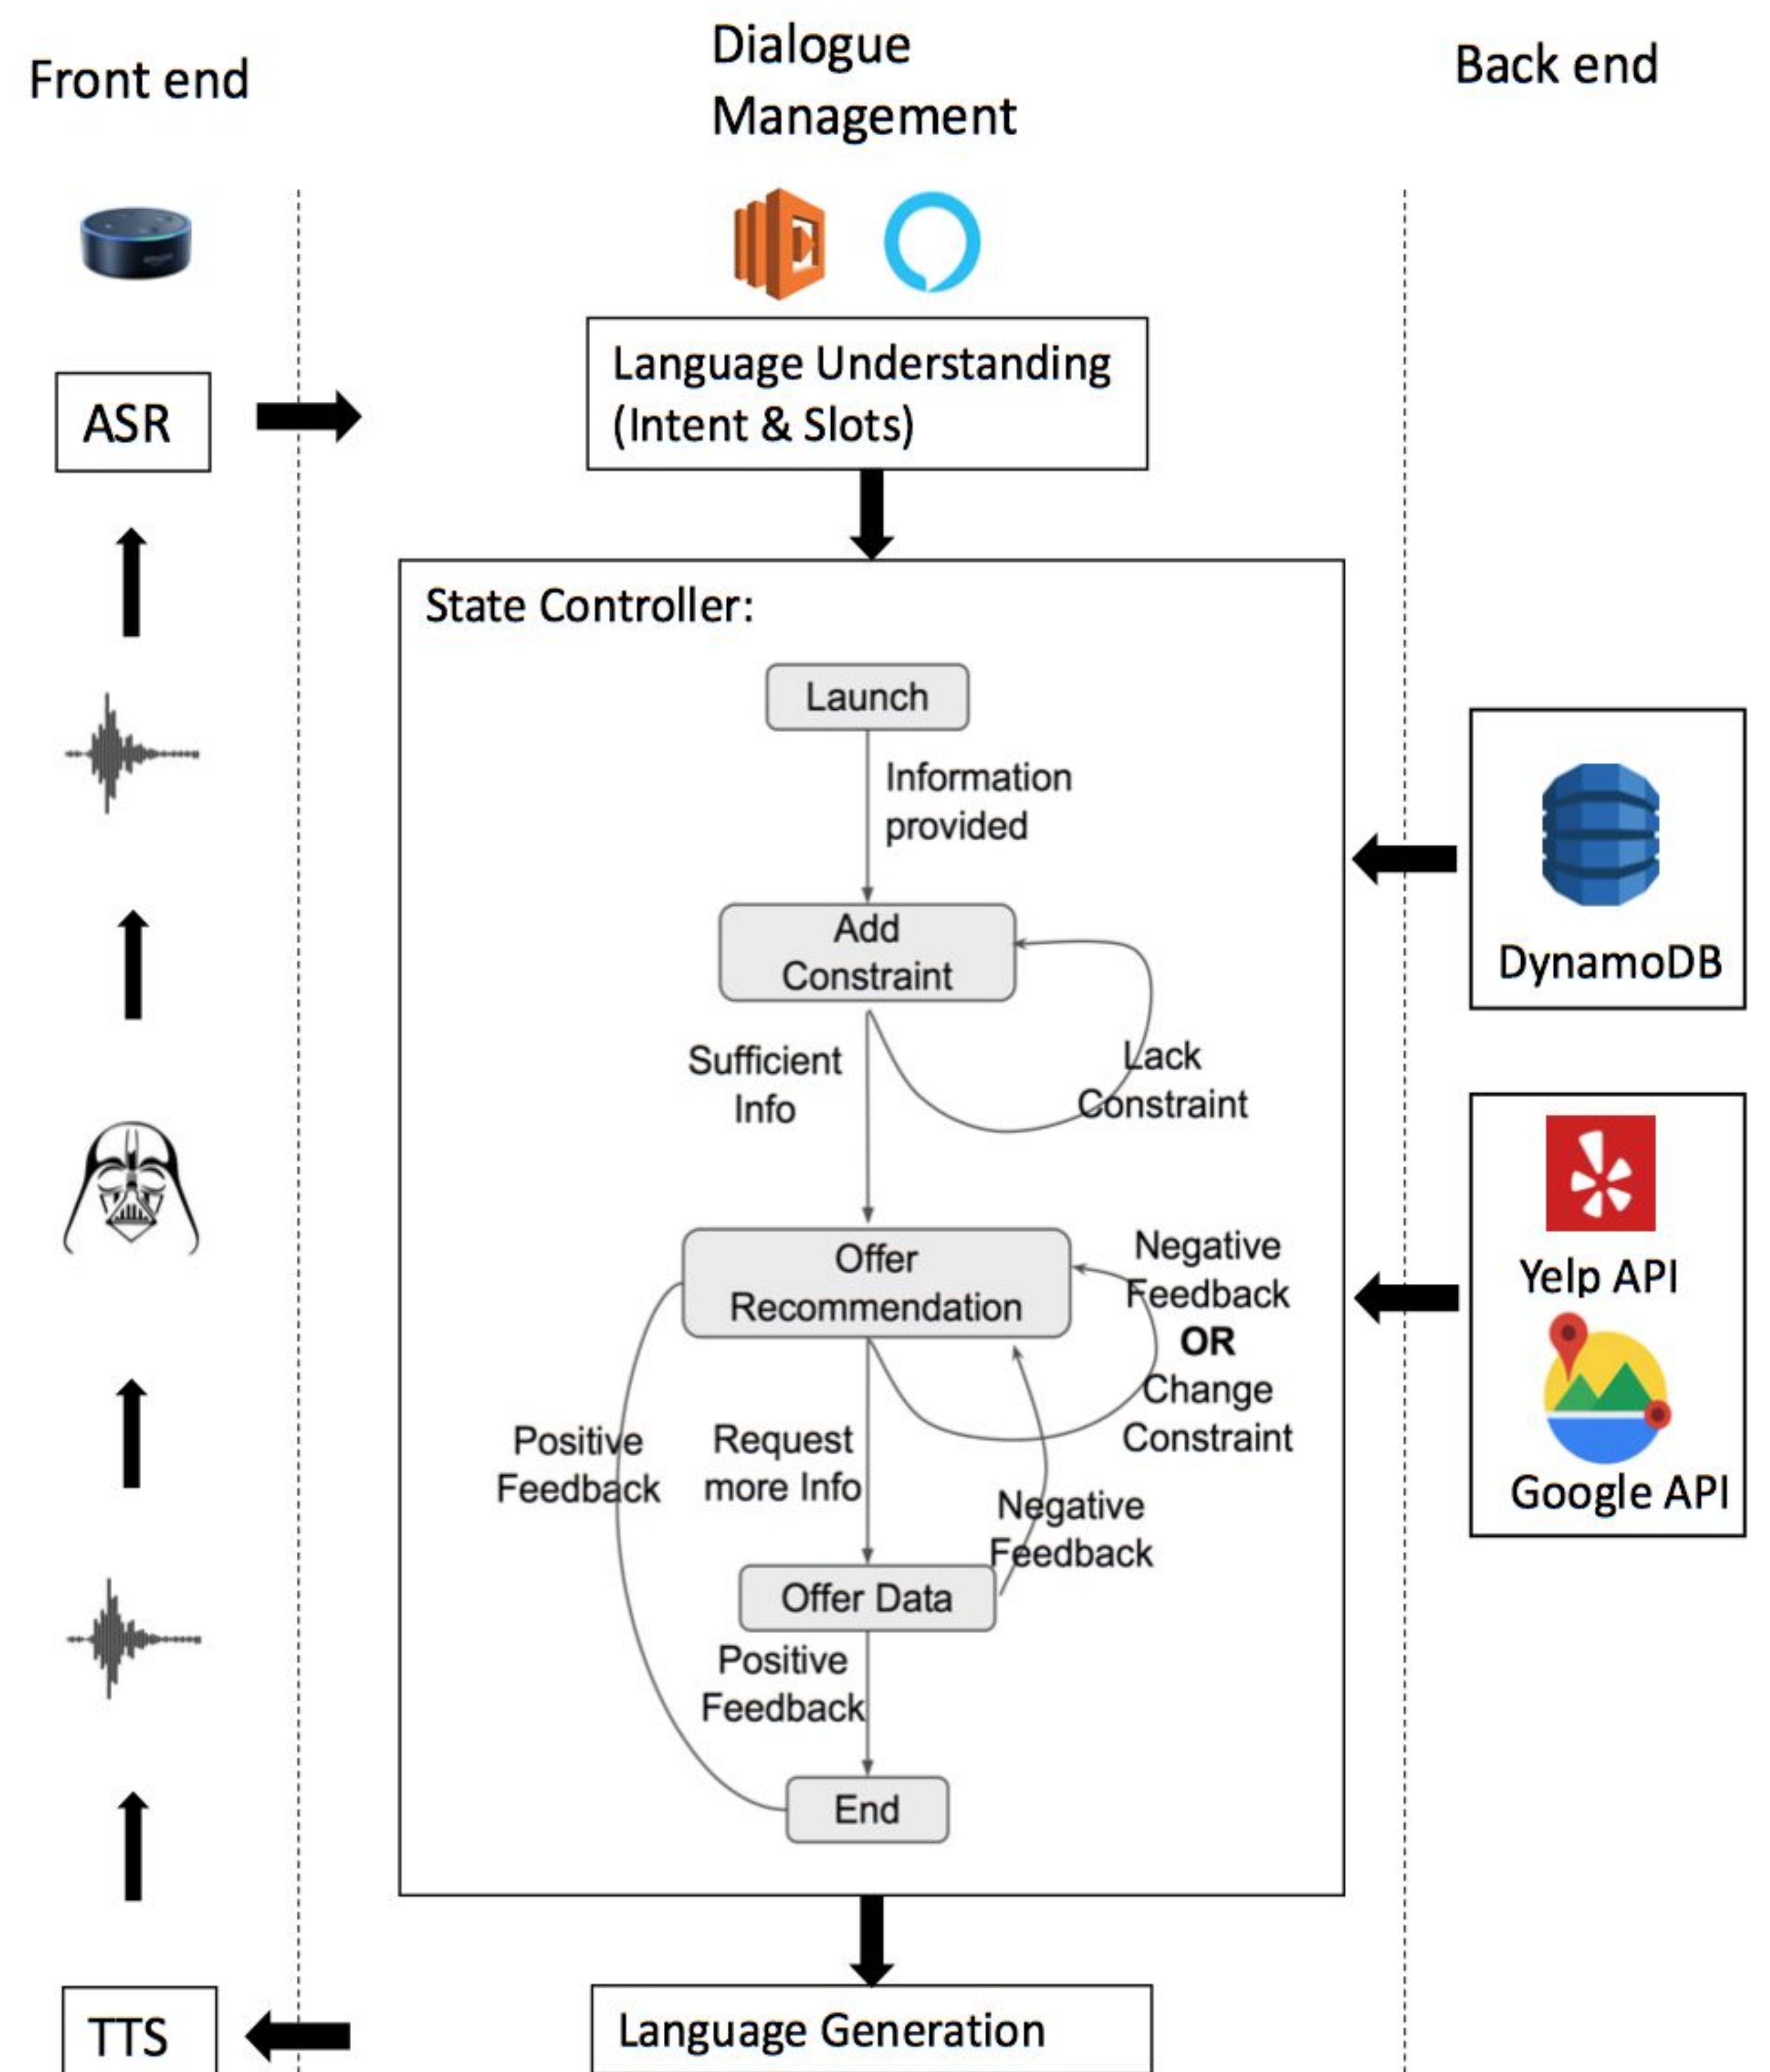 Front end
Dialogue
Management
Back end
Language Understanding
(Intent & Slots)
ASR
State Controller:
Launch
Information
provided
Add
Constraint
Sufficient
Info
Lack
Constraint
DynamoDB
Offer
Recommendation
Negative
Feedback
OR
Change
Constraint
Yelp API
Google API
Positive
Feedback
Request
more Info
Negative
Feedback
Offer Data
Positive
Feedback
End
TTS
Language Generation